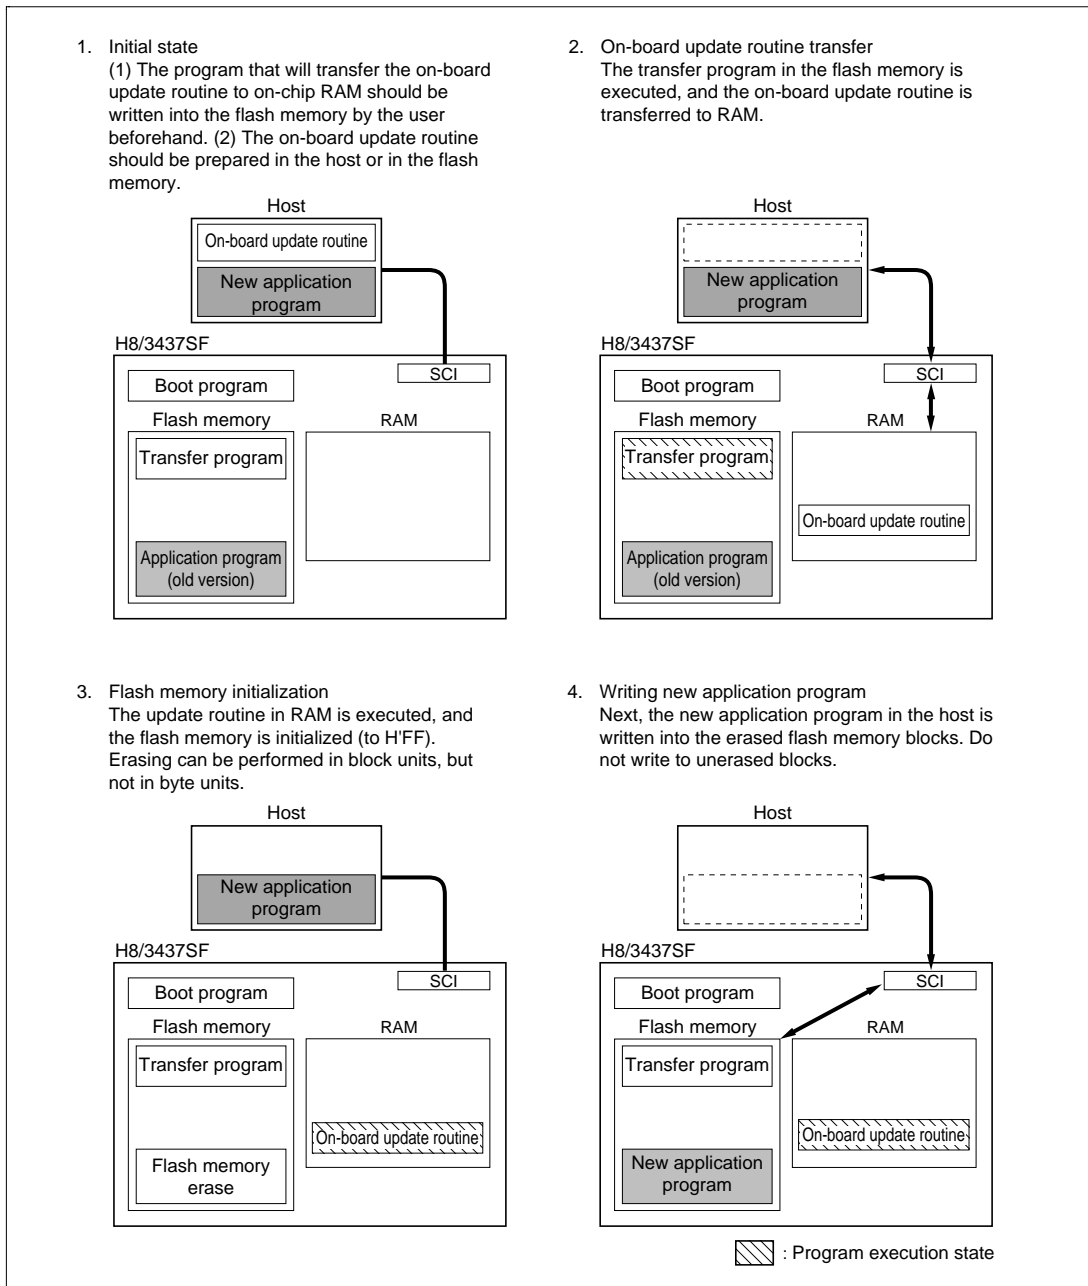 1. Initial state
(1) The program that will transfer the on-board
update routine to on-chip RAM should be
written into the flash memory by the user
beforehand. (2) The on-board update routine
should be prepared in the host or in the flash
memory.
Host
On-board update routine
New application
program
H8/3437SF
SCI
Boot program
Flash memory
RAM
Transfer program
Application program
(old version)
2. On-board update routine transfer
The transfer program in the flash memory is
executed, and the on-board update routine is
transferred to RAM.
Host
New application
program
H8/3437SF
SCI
Boot program
Flash memory
RAM
Transfer program
On-board update routine
Application program
(old version)
3. Flash memory initialization
The update routine in RAM is executed, and
the flash memory is initialized (to H'FF).
Erasing can be performed in block units, but
not in byte units.
Host
New application
program
H8/3437SF
SCI
Boot program
Flash memory
RAM
Transfer program
On-board update routine
Flash memory
erase
4. Writing new application program
Next, the new application program in the host is
written into the erased flash memory blocks. Do
not write to unerased blocks.
Host
H8/3437SF
SCI
Boot program
Flash memory
RAM
Transfer program
On-board update routine
New application
program
: Program execution state